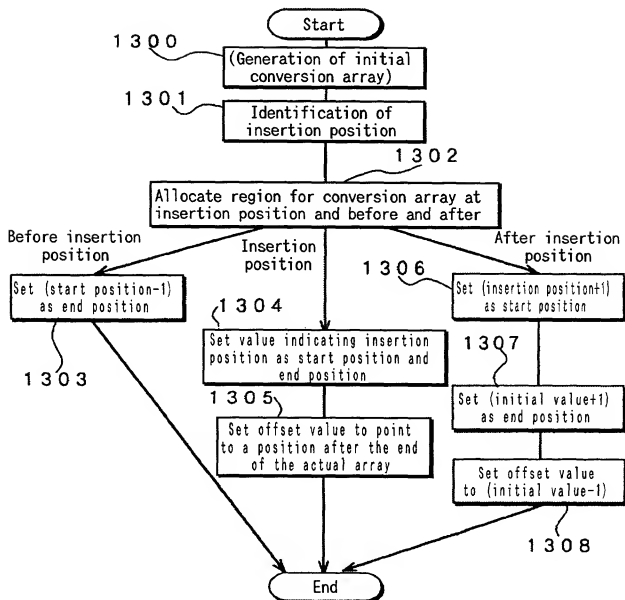 Start
1300
(Generation of initial
conversion array)
1301
Identification of
insertion position
1302
Allocate region for conversion array at
insertion position and before and after
Before insertion
position
Insertion
position
After insertion
position
1306
Set (start position-1)
as end position
1303
1304
Set value indicating insertion
position as start position and
end position
1305
Set offset value to point
to a position after the end
of the actual array
Set (insertion position+1)
as start position
1307
Set (initial value+1)
as end position
Set offset value
to (initial value-1)
1308
End